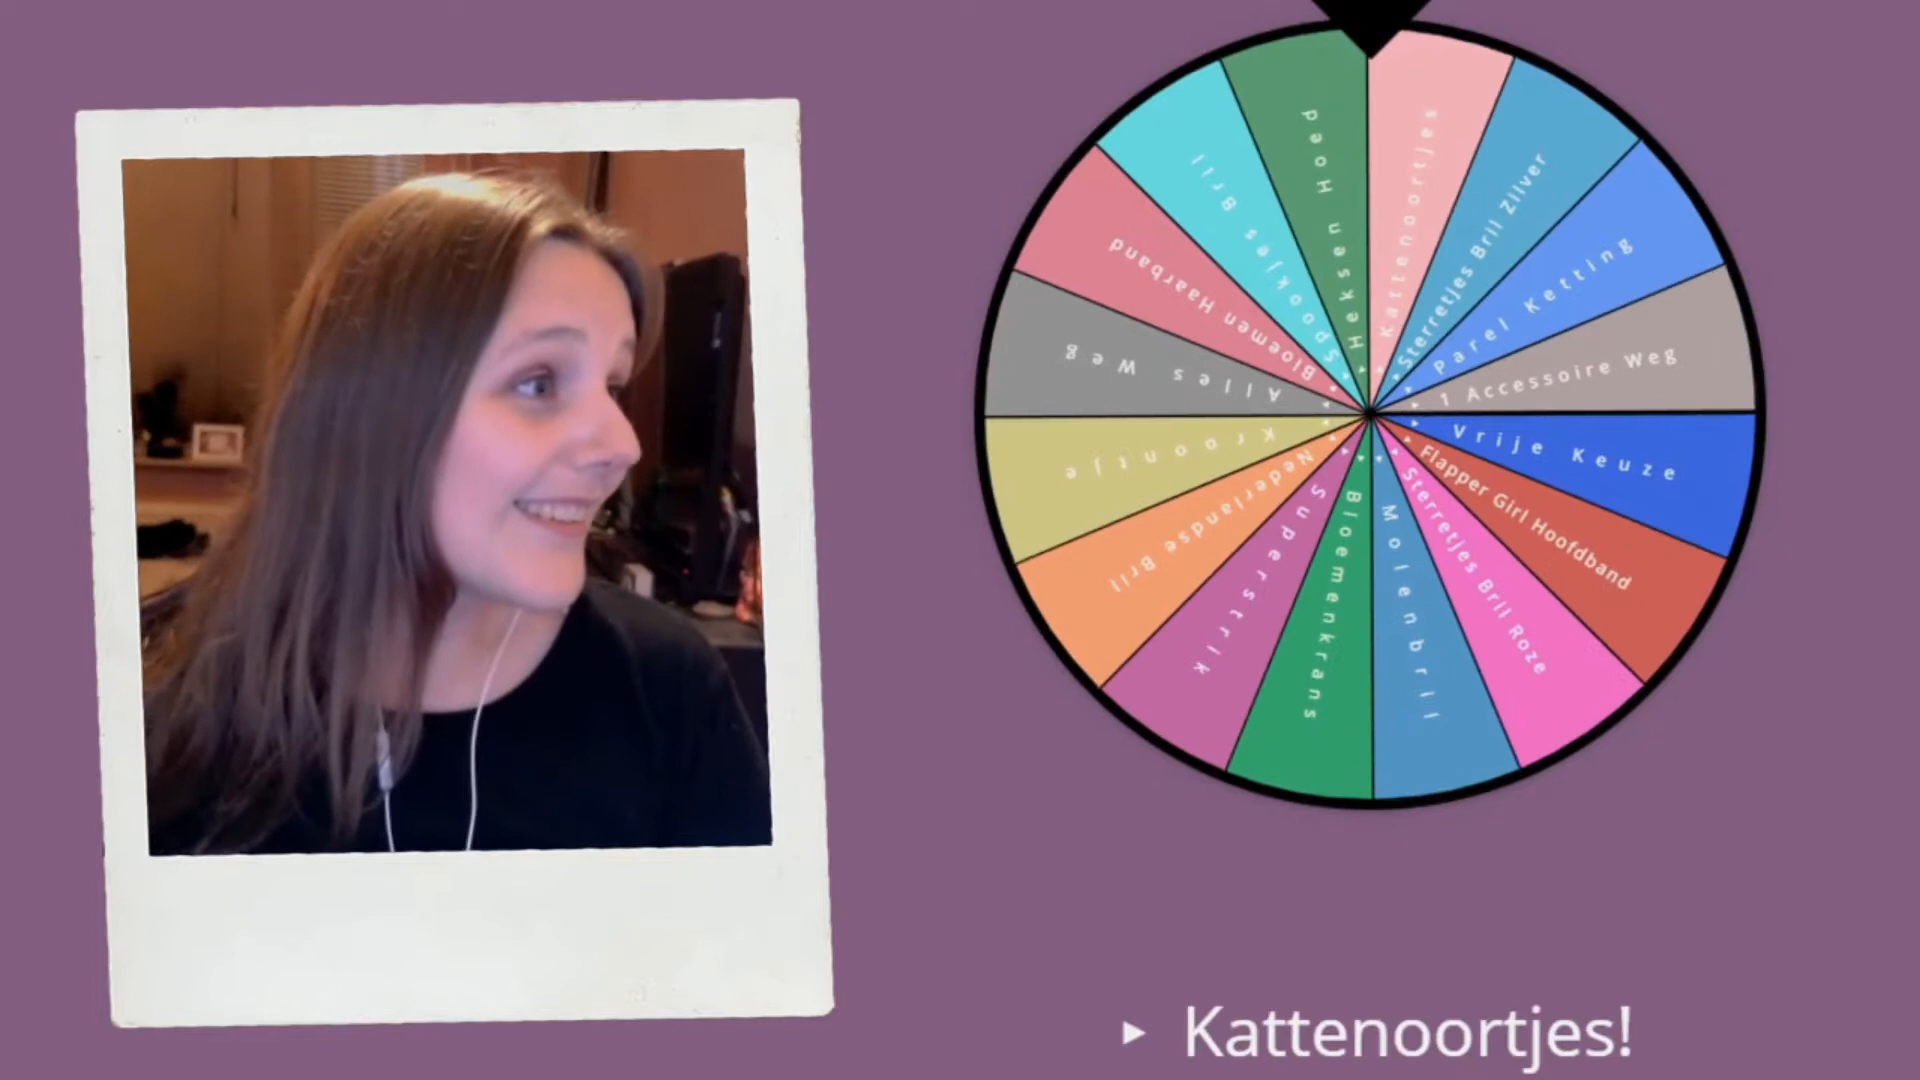 Kattenoortjes
Sterretjes Bril Zilver
Parel Ketting
1 Accessoire Weg
Vrije Keuze
Flapper Girl Hoofdband
Sterretjes Bril Roze
Molenbril
Bloemenkrans
Superstrik
Nederlandse Bril
Kroontje
Alles Weg
Bloemen Haarband
Spookjes Bril
Heksen Hoed
▸ Kattenoortjes!